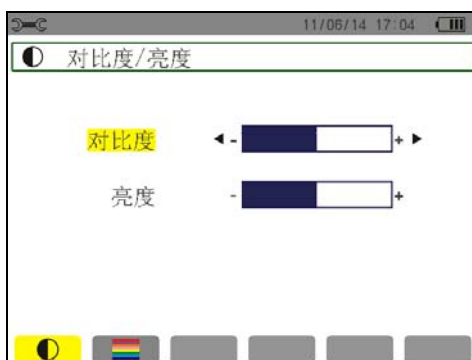 11/06/14 17:04
对比度/亮度
对比度 - +
亮度 - +